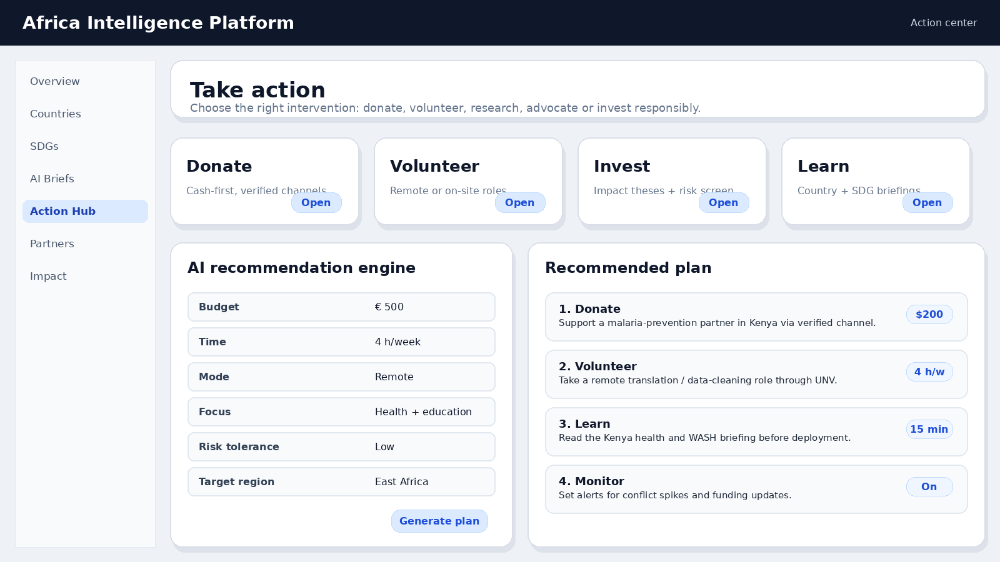 Africa Intelligence Platform
Action center
Overview
Countries
SDGs
AI Briefs
Action Hub
Partners
Impact
Take action
Choose the right intervention: donate, volunteer, research, advocate or invest responsibly.
Donate
Cash-first, verified channels
Open
Volunteer
Remote or on-site roles
Open
Invest
Impact theses + risk screen
Open
Learn
Country + SDG briefings
Open
AI recommendation engine
Budget € 500
Time 4 h/week
Mode Remote
Focus Health + education
Risk tolerance Low
Target region East Africa
Generate plan
Recommended plan
1. Donate
Support a malaria-prevention partner in Kenya via verified channel.
$200
2. Volunteer
Take a remote translation / data-cleaning role through UNV.
4 h/w
3. Learn
Read the Kenya health and WASH briefing before deployment.
15 min
4. Monitor
Set alerts for conflict spikes and funding updates.
On